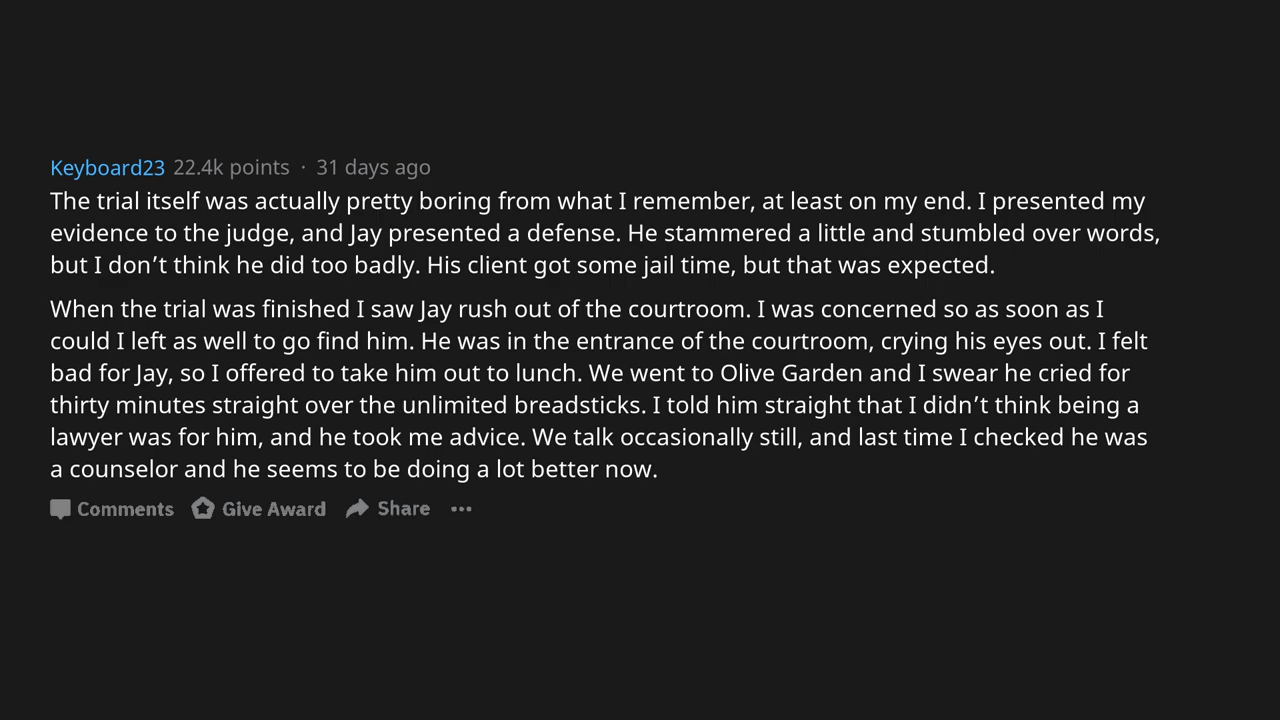 Keyboard23 22.4k points · 31 days ago
The trial itself was actually pretty boring from what I remember, at least on my end. I presented my
evidence to the judge, and Jay presented a defense. He stammered a little and stumbled over words,
but I don’t think he did too badly. His client got some jail time, but that was expected.
When the trial was finished I saw Jay rush out of the courtroom. I was concerned so as soon as I
could I left as well to go find him. He was in the entrance of the courtroom, crying his eyes out. I felt
bad for Jay, so I offered to take him out to lunch. We went to Olive Garden and I swear he cried for
thirty minutes straight over the unlimited breadsticks. I told him straight that I didn’t think being a
lawyer was for him, and he took me advice. We talk occasionally still, and last time I checked he was
a counselor and he seems to be doing a lot better now.
Comments Give Award Share ···